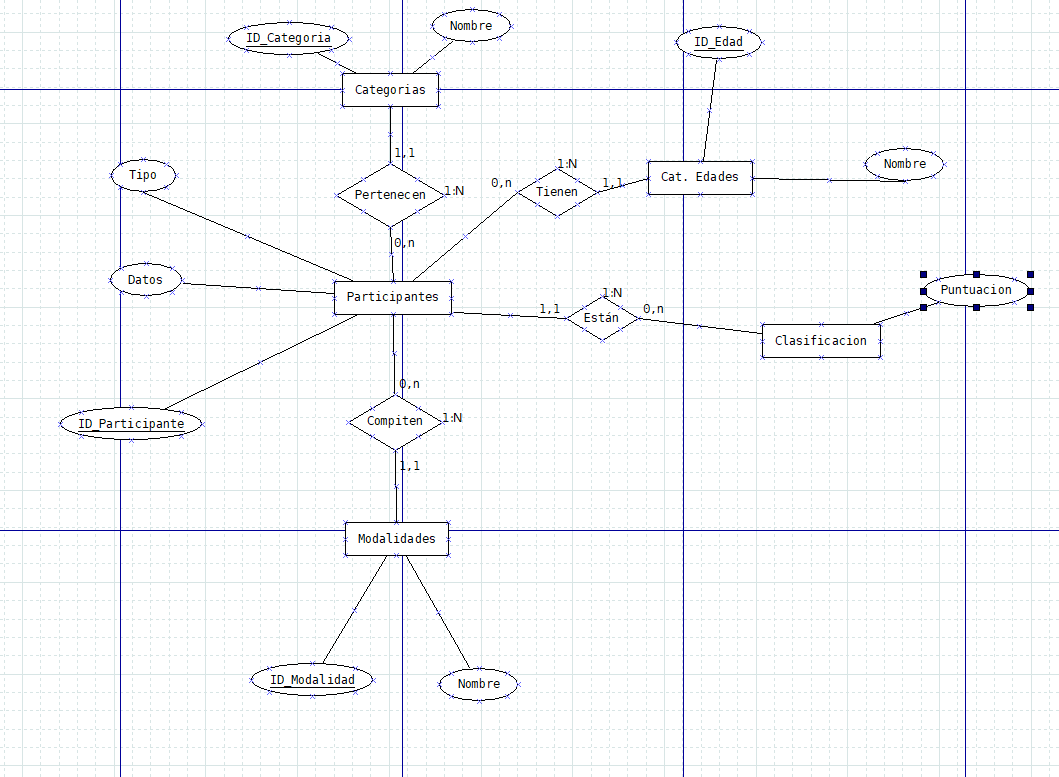 Nombre
ID_Categoria
ID_Edad
Categorias
1,1
1:N
Nombre
Tipo
Cat. Edades
0,n
Tienen
1,1
Pertenecen
1:N
0,n
Datos
Puntuacion
1:N
Participantes
1,1
0,n
Están
Clasificacion
0,n
1:N
Compiten
ID_Participante
1,1
Modalidades
ID_Modalidad
Nombre